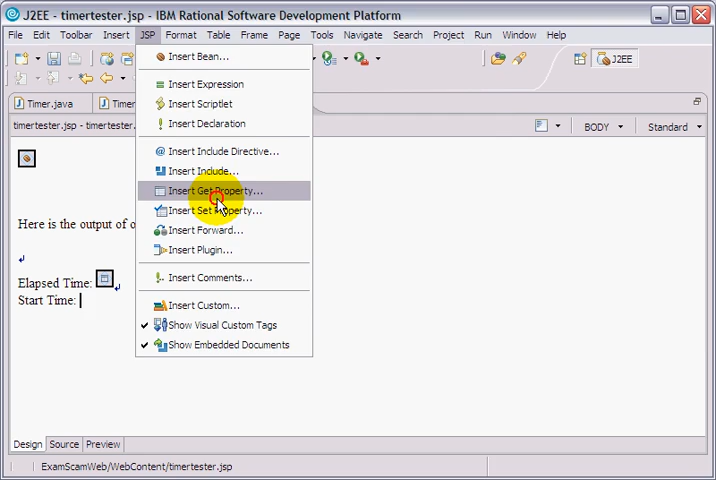 J2EE - timertester.jsp - IBM Rational Software Development Platform
File Edit Toolbar Insert JSP Format Table Frame Page Tools Navigate Search Project Run Window Help
J2EE
Timer.java
timertester.jsp - timertester.
BODY Standard
Insert Bean...
Insert Expression
Insert Scriptlet
Insert Declaration
Insert Include Directive...
Insert Include...
Insert Get Property...
Insert Set Property...
Insert Forward...
Insert Plugin...
Insert Comments...
Insert Custom...
Show Visual Custom Tags
Show Embedded Documents
Here is the output of
Elapsed Time:
Start Time:
Design Source Preview
ExamScamWeb/WebContent/timertester.jsp